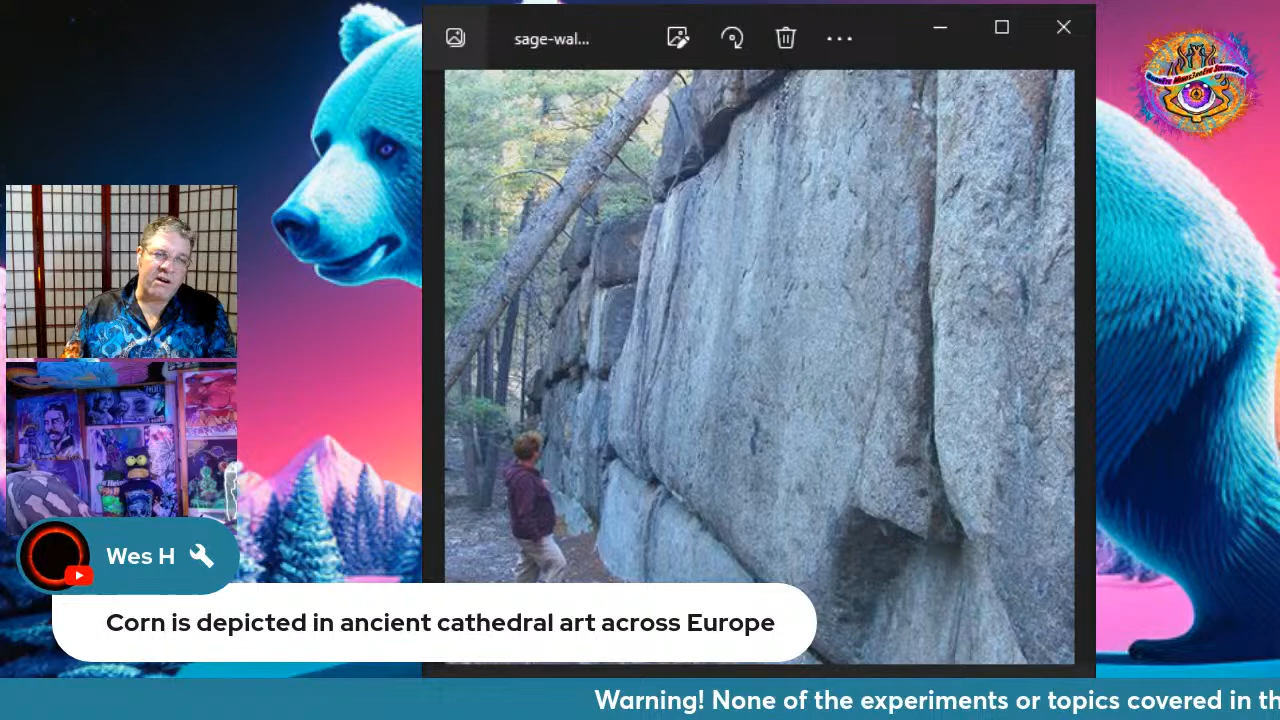 sage-wal...
Wes H
Corn is depicted in ancient cathedral art across Europe
Warning! None of the experiments or topics covered in th